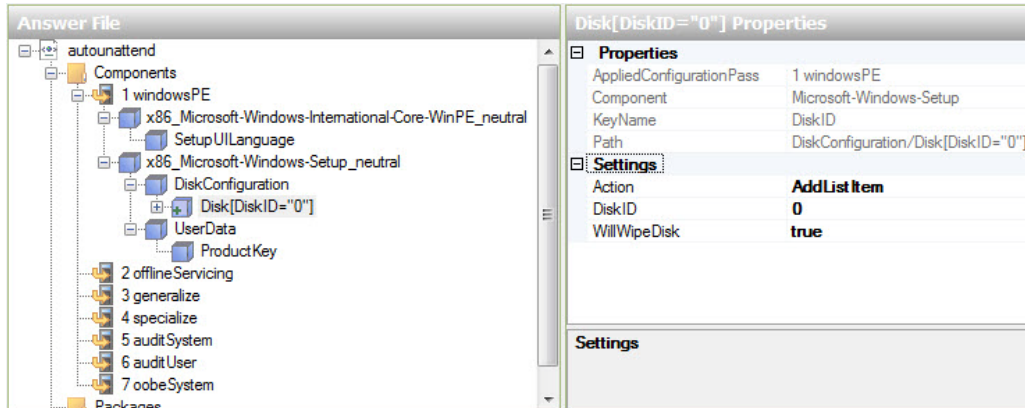 Answer File
autounattend
Components
1 windowsPE
x86_Microsoft-Windows-International-Core-WinPE_neutral
SetupUILanguage
x86_Microsoft-Windows-Setup_neutral
DiskConfiguration
Disk[DiskID="0"]
UserData
ProductKey
2 offlineServicing
3 generalize
4 specialize
5 auditSystem
6 auditUser
7 oobeSystem
Packages
Disk[DiskID="0"] Properties
Properties
AppliedConfigurationPass 1 windowsPE
Component Microsoft-Windows-Setup
KeyName DiskID
Path DiskConfiguration/Disk[DiskID="0"]
Settings
Action AddListItem
DiskID 0
WillWipeDisk true
Settings